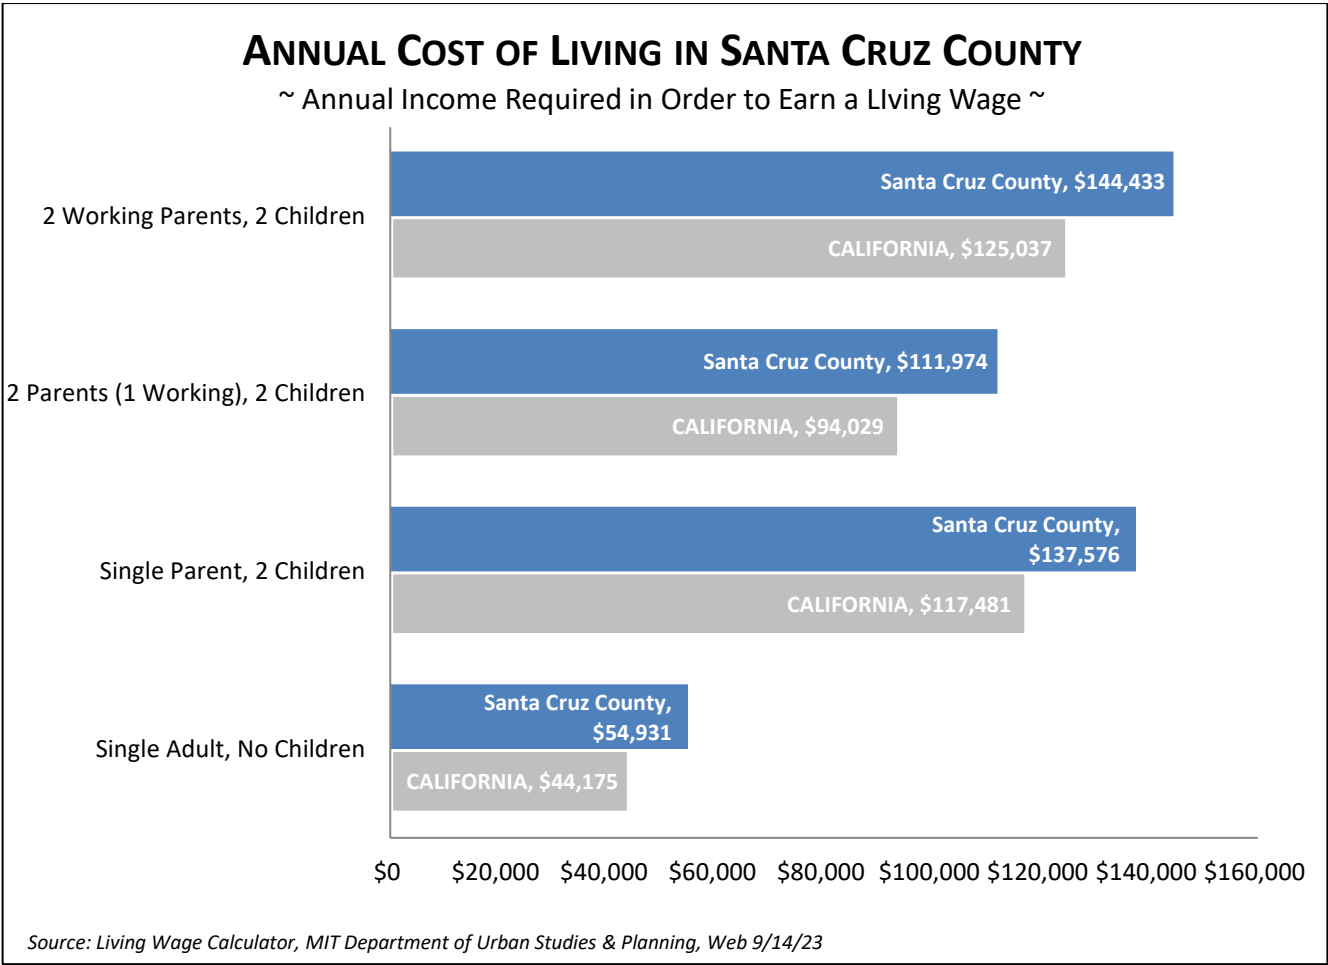 ANNUAL COST OF LIVING IN SANTA CRUZ COUNTY
~ Annual Income Required in Order to Earn a LIving Wage ~
2 Working Parents, 2 Children
Santa Cruz County, $144,433
CALIFORNIA, $125,037
2 Parents (1 Working), 2 Children
Santa Cruz County, $111,974
CALIFORNIA, $94,029
Single Parent, 2 Children
Santa Cruz County,
$137,576
CALIFORNIA, $117,481
Single Adult, No Children
Santa Cruz County,
$54,931
CALIFORNIA, $44,175
$0 $20,000 $40,000 $60,000 $80,000 $100,000 $120,000 $140,000 $160,000
Source: Living Wage Calculator, MIT Department of Urban Studies & Planning, Web 9/14/23